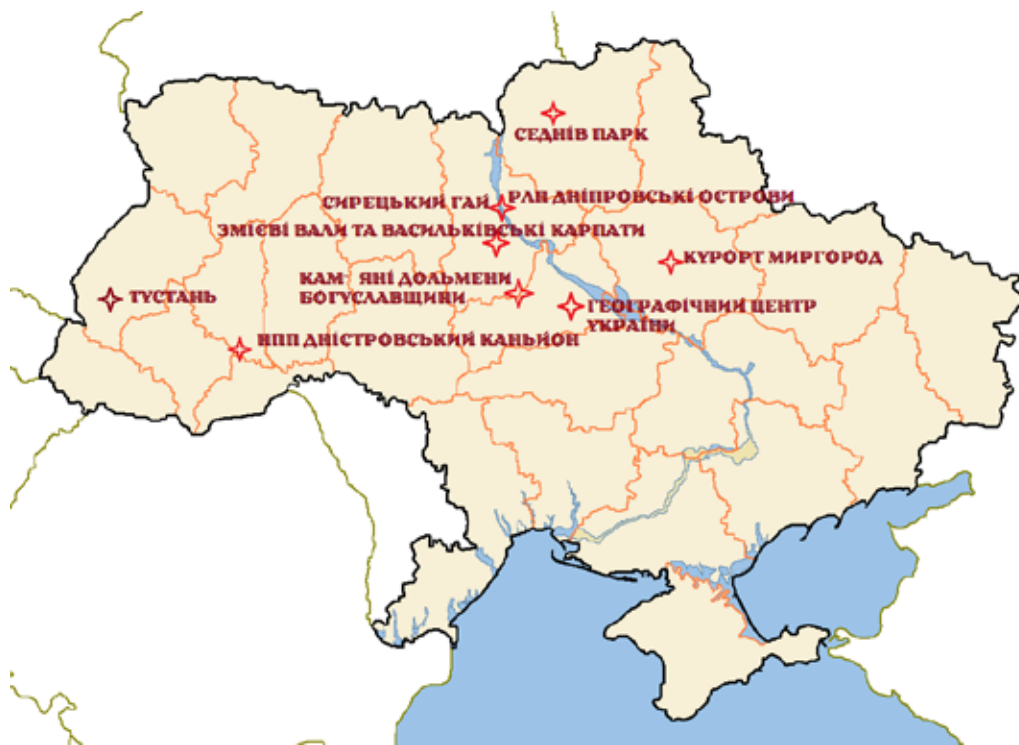 СЕДНІВ ПАРК
СИРЕЦЬКИЙ ГАЙ
РЛП ДНІПРОВСЬКІ ОСТРОВИ
ЗМІЄВІ ВАЛИ ТА ВАСИЛЬКІВСЬКІ КАРПАТИ
КУРОРТ МИРГОРОД
КАМ ЯНІ ДОЛЬМЕНИ
БОГУСЛАВЩИНИ
ТУСТАНЬ
ГЕОГРАФІЧНИЙ ЦЕНТР
УКРАЇНИ
НПП ДНІСТРОВСЬКИЙ КАНЬЙОН